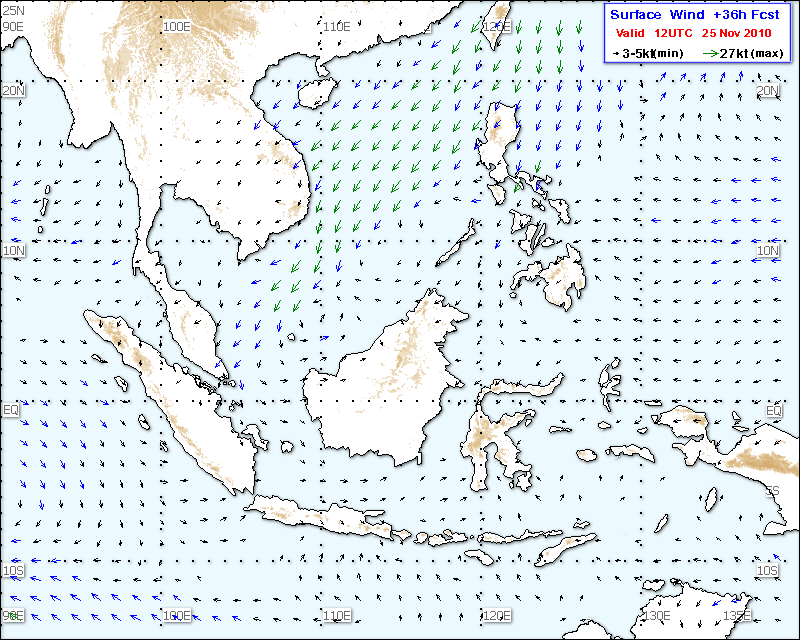 25N
90E
100E
110E
120E
Surface Wind +36h Fcst
Valid 12UTC 25 Nov 2010
3-5kt(min) 27kt(max)
20N 20N
10N 10N
EQ EQ
5S
10S 10S
90E 100E 110E 120E 130E 135E